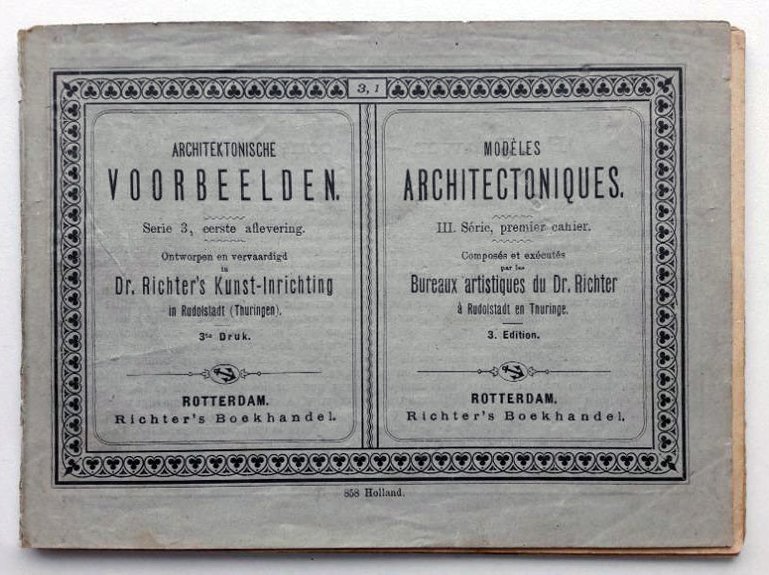 3, 1
ARCHITEKTONISCHE
VOORBEELDEN.
Serie 3, eerste aflevering.
Ontworpen en vervaardigd
in
Dr. Richter's Kunst-Inrichting
in Rudolstadt (Thuringen).
3te Druk.
ROTTERDAM.
Richter's Boekhandel.
MODÈLES
ARCHITECTONIQUES.
III. Série, premier cahier.
Composés et exécutés
par les
Bureaux artistiques du Dr. Richter
à Rudolstadt en Thuringe.
3. Edition.
ROTTERDAM.
Richter's Boekhandel.
858 Holland.